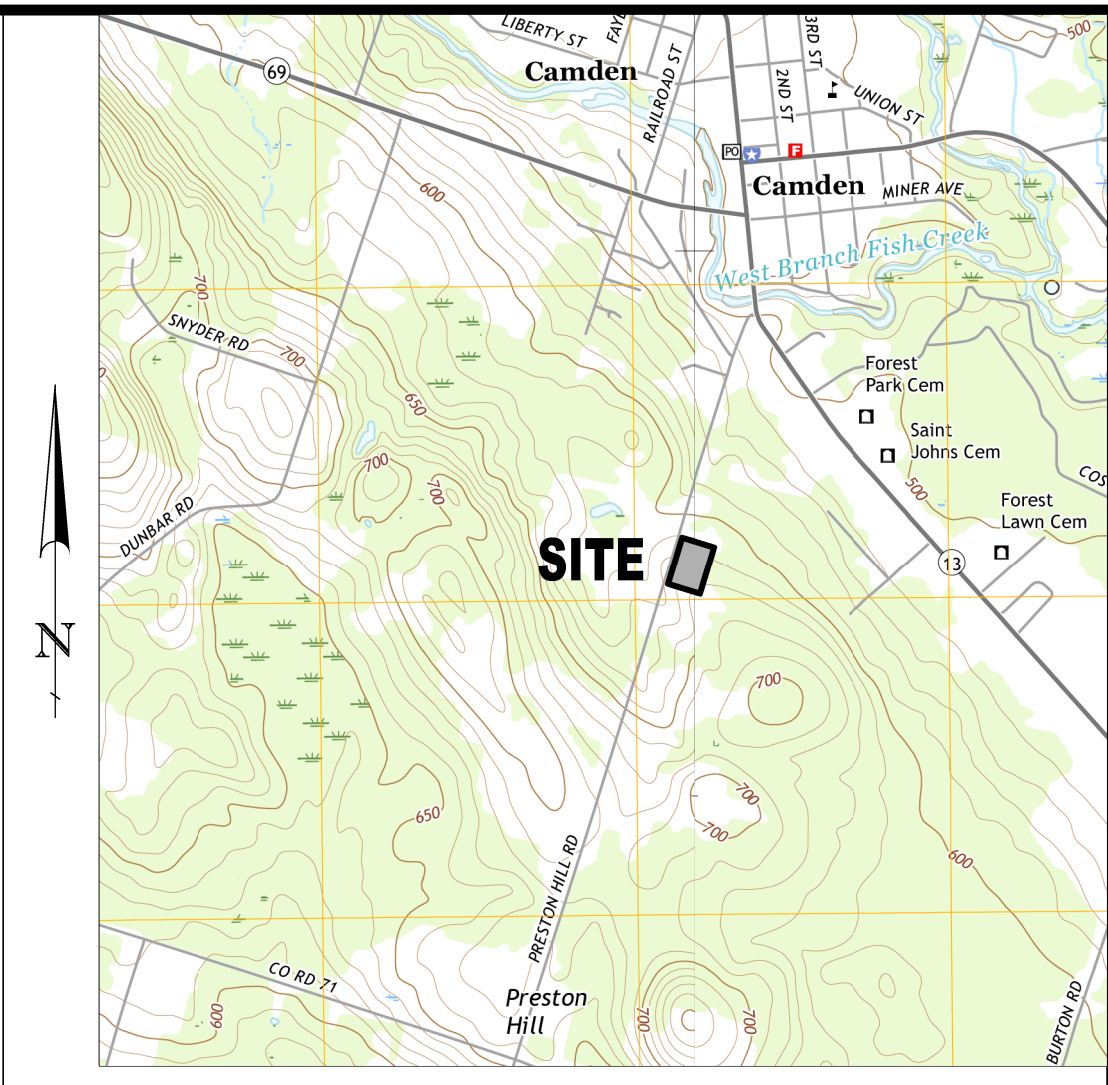 LIBERTY ST
FAYL
RAILROAD ST
3RD ST
500
69
Camden
2ND ST
UNION ST
PO
F
600
Camden
MINER AVE
West Branch Fish Creek
700
SNYDER RD
700
Forest
Park Cem
650
Saint
Johns Cem
700
700
500
COS
Forest
Lawn Cem
DUNBAR RD
SITE
13
N
700
700
700
650
600
PRESTON HILL RD
CO RD 71
Preston
Hill
600
700
700
BURTON RD